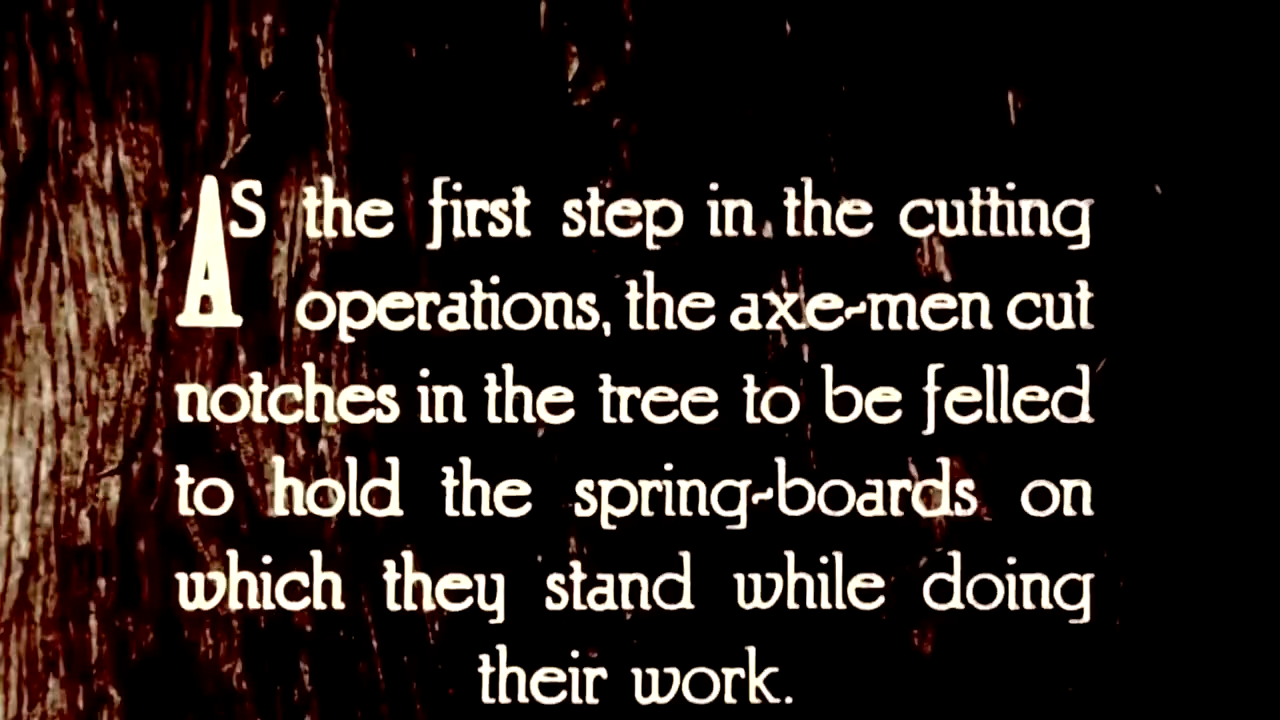 As the first step in the cutting
operations, the axe-men cut
notches in the tree to be felled
to hold the spring-boards on
which they stand while doing
their work.